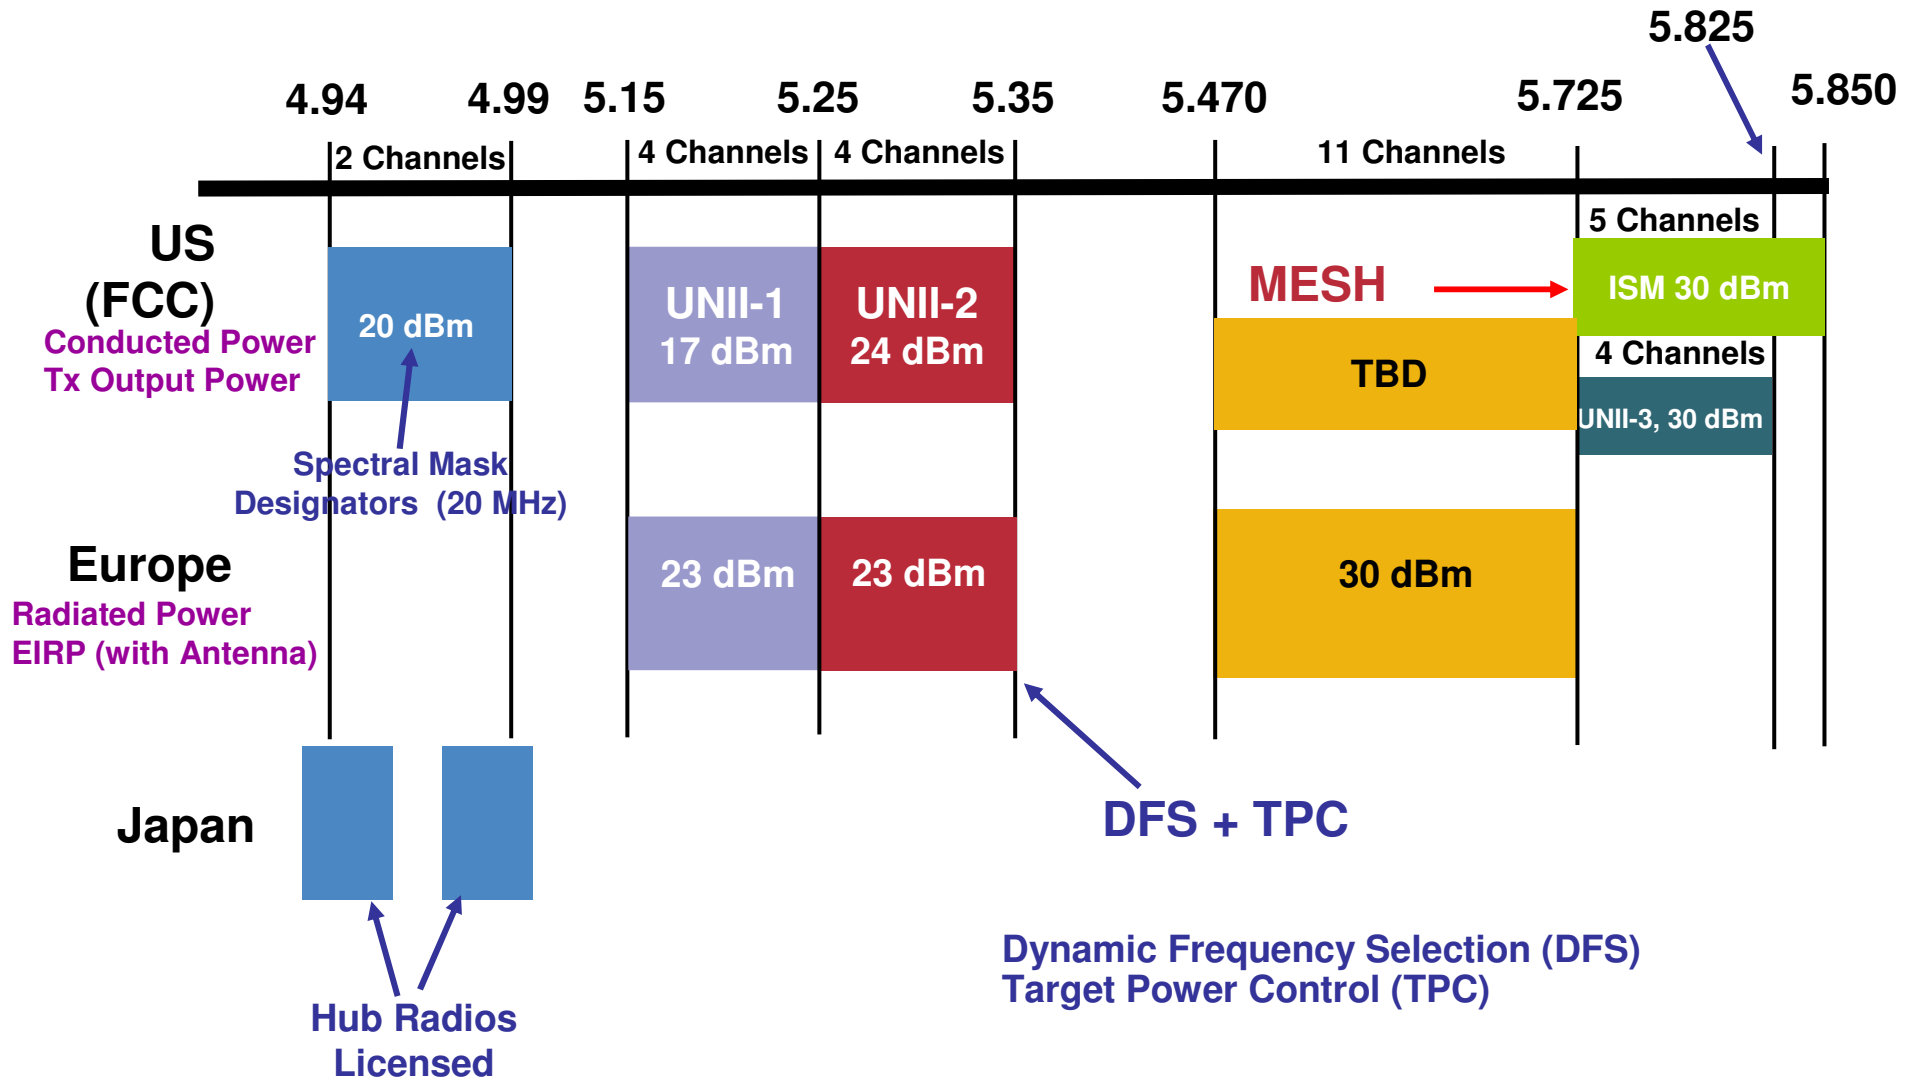 5.825
4.94 4.99 5.15 5.25 5.35 5.470 5.725 5.850
2 Channels 4 Channels 4 Channels 11 Channels
5 Channels
US
(FCC)
Conducted Power
Tx Output Power
20 dBm
UNII-1
17 dBm
UNII-2
24 dBm
MESH
ISM 30 dBm
TBD
4 Channels
UNII-3, 30 dBm
Spectral Mask
Designators (20 MHz)
Europe
Radiated Power
EIRP (with Antenna)
23 dBm
23 dBm
30 dBm
DFS + TPC
Japan
Hub Radios
Licensed
Dynamic Frequency Selection (DFS)
Target Power Control (TPC)